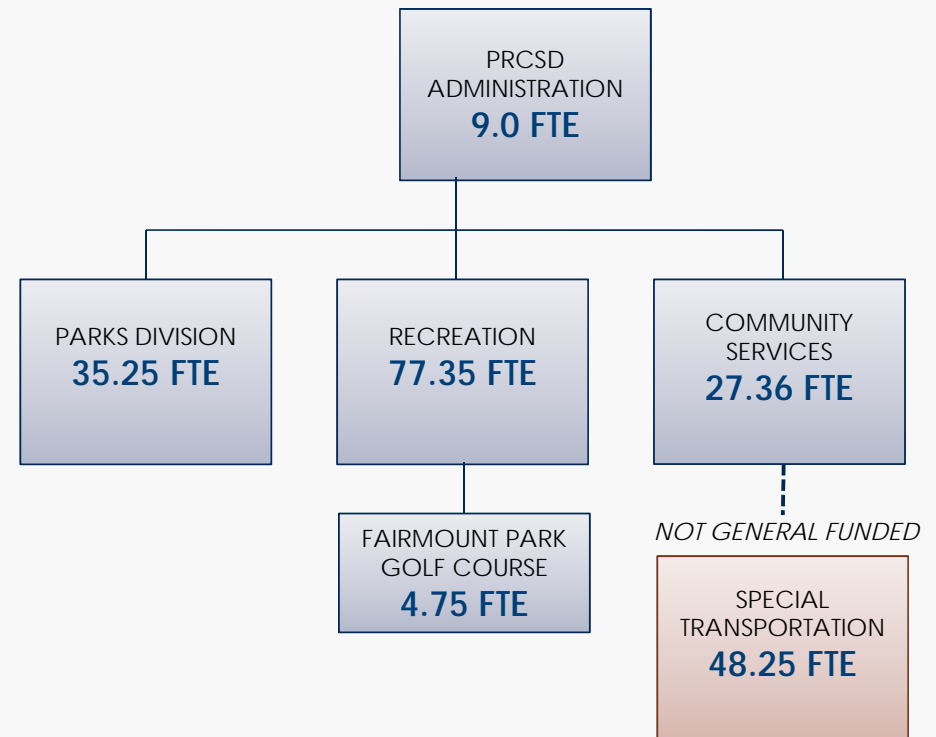 PRCSD
ADMINISTRATION
9.0 FTE
PARKS DIVISION
35.25 FTE
RECREATION
77.35 FTE
COMMUNITY
SERVICES
27.36 FTE
FAIRMOUNT PARK
GOLF COURSE
4.75 FTE
NOT GENERAL FUNDED
SPECIAL
TRANSPORTATION
48.25 FTE